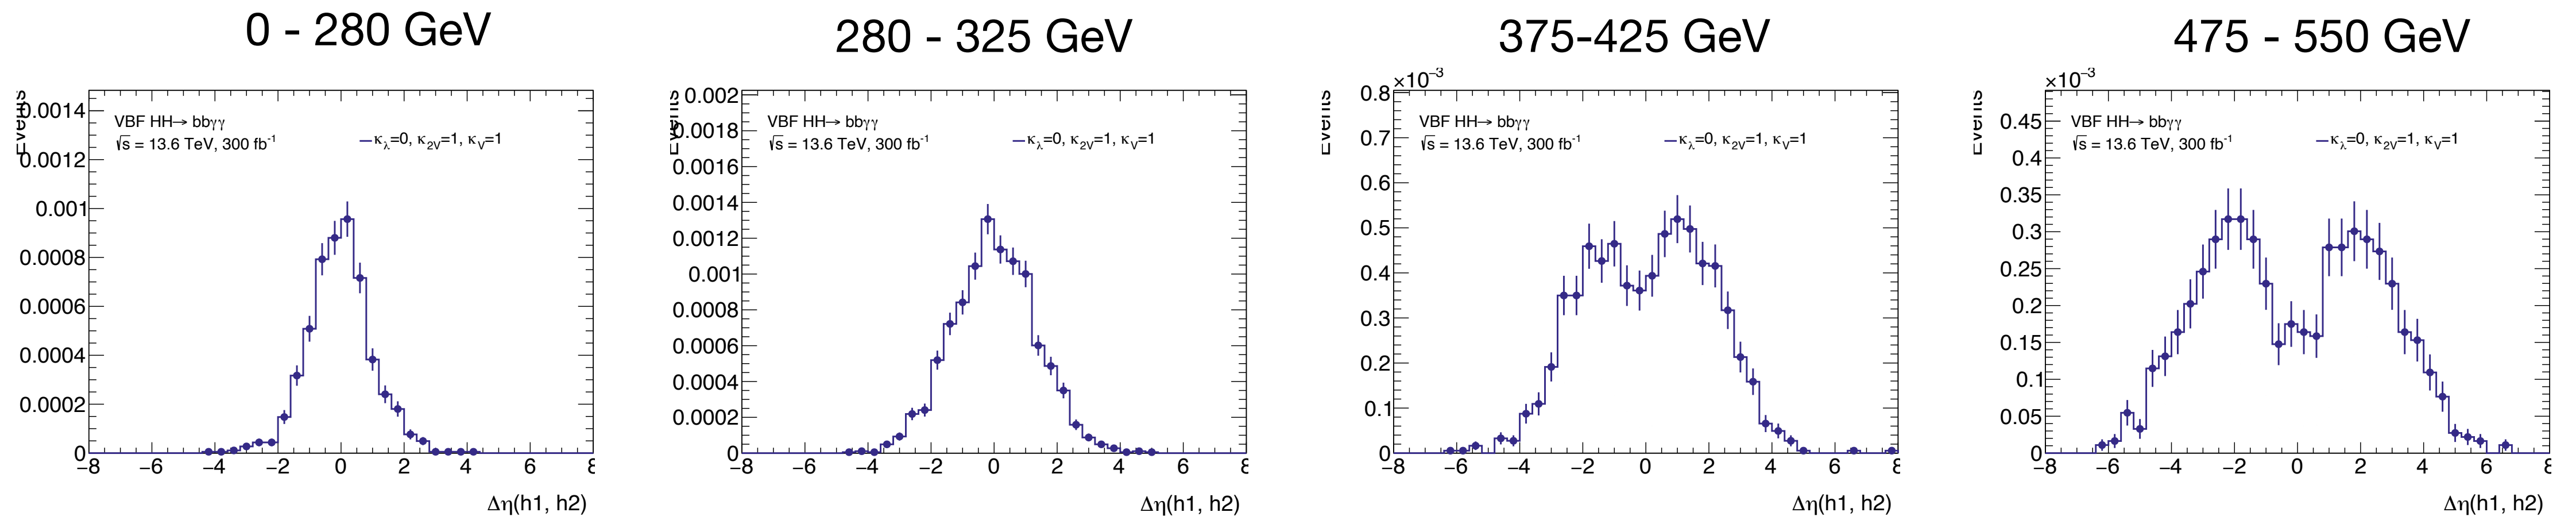 0 - 280 GeV
280 - 325 GeV
375-425 GeV
475 - 550 GeV
Events
0.0014
0.0012
0.001
0.0008
0.0006
0.0004
0.0002
0
VBF HH→ bbγγ
√s = 13.6 TeV, 300 fb⁻¹
κλ=0, κ2V=1, κV=1
−8 −6 −4 −2 0 2 4 6 8
Δη(h1, h2)
Events
0.002
0.0018
0.0016
0.0014
0.0012
0.001
0.0008
0.0006
0.0004
0.0002
0
VBF HH→ bbγγ
√s = 13.6 TeV, 300 fb⁻¹
κλ=0, κ2V=1, κV=1
−8 −6 −4 −2 0 2 4 6 8
Δη(h1, h2)
×10⁻³
Events
0.8
0.7
0.6
0.5
0.4
0.3
0.2
0.1
0
VBF HH→ bbγγ
√s = 13.6 TeV, 300 fb⁻¹
κλ=0, κ2V=1, κV=1
−8 −6 −4 −2 0 2 4 6 8
Δη(h1, h2)
×10⁻³
Events
0.45
0.4
0.35
0.3
0.25
0.2
0.15
0.1
0.05
0
VBF HH→ bbγγ
√s = 13.6 TeV, 300 fb⁻¹
κλ=0, κ2V=1, κV=1
−8 −6 −4 −2 0 2 4 6 8
Δη(h1, h2)